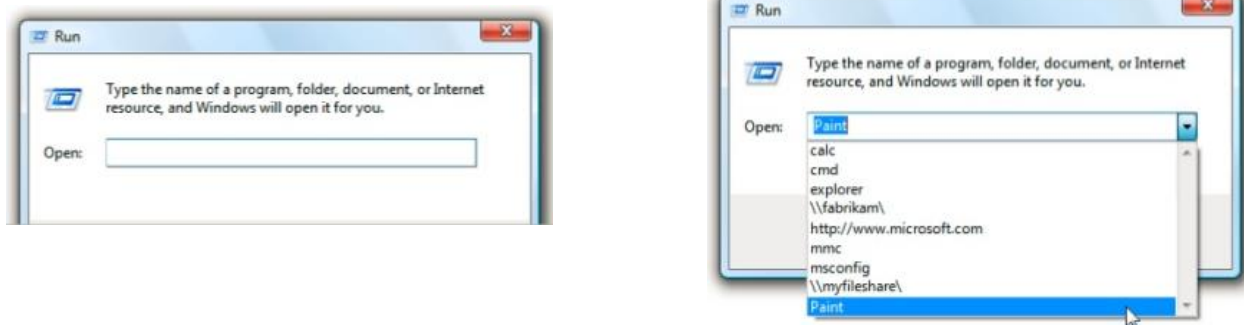 Run
Type the name of a program, folder, document, or Internet
resource, and Windows will open it for you.
Open:
Run
Type the name of a program, folder, document, or Internet
resource, and Windows will open it for you.
Open: Paint
calc
cmd
explorer
\\fabrikam\
http://www.microsoft.com
mmc
msconfig
\\myfileshare\
Paint